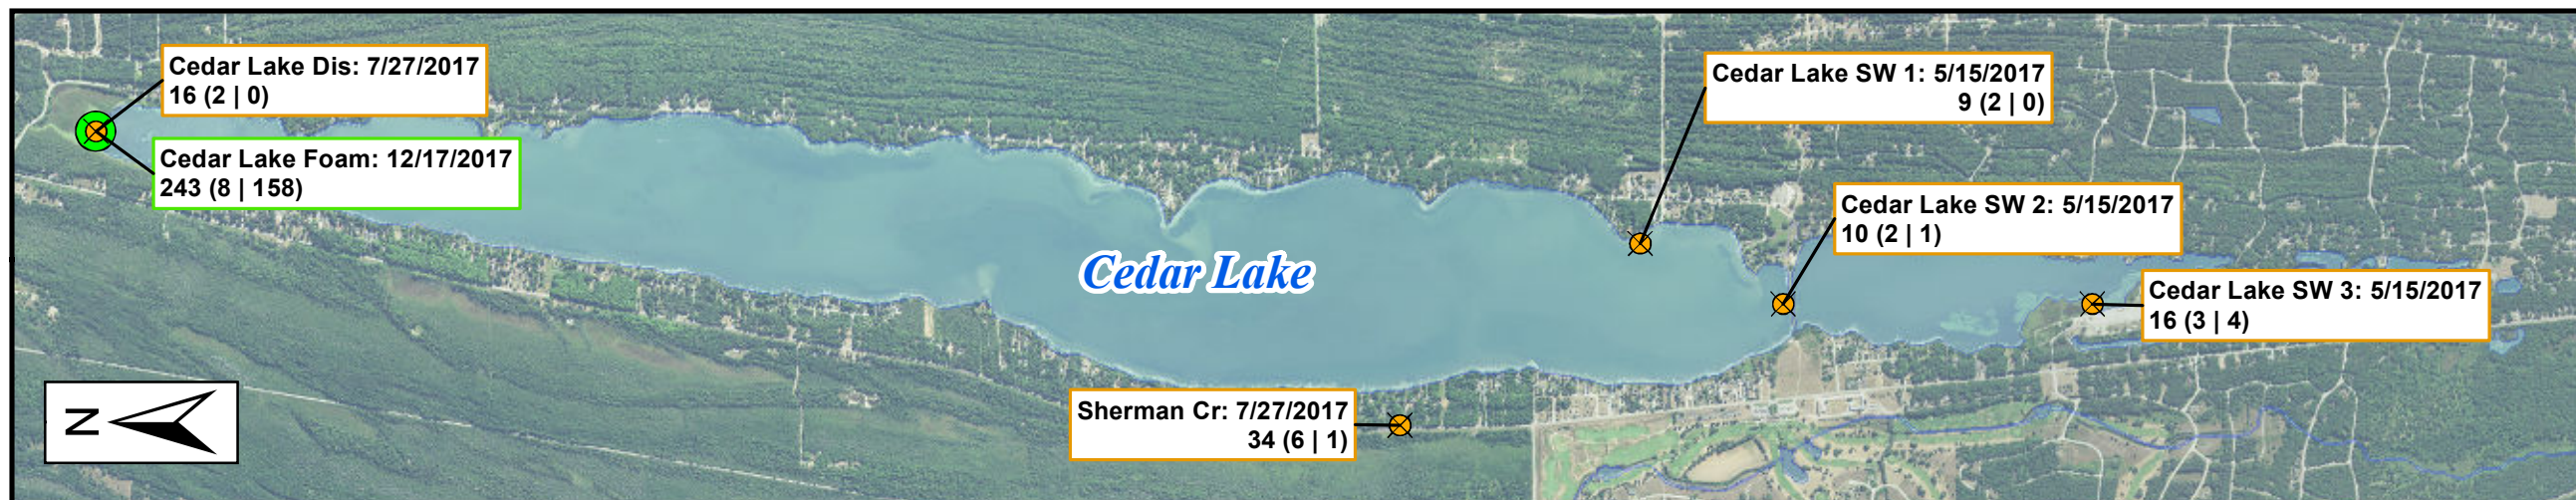 Cedar Lake Dis: 7/27/2017
16 (2 | 0)
Cedar Lake Foam: 12/17/2017
243 (8 | 158)
Cedar Lake SW 1: 5/15/2017
9 (2 | 0)
Cedar Lake SW 2: 5/15/2017
10 (2 | 1)
Cedar Lake
Cedar Lake SW 3: 5/15/2017
16 (3 | 4)
Sherman Cr: 7/27/2017
34 (6 | 1)
N